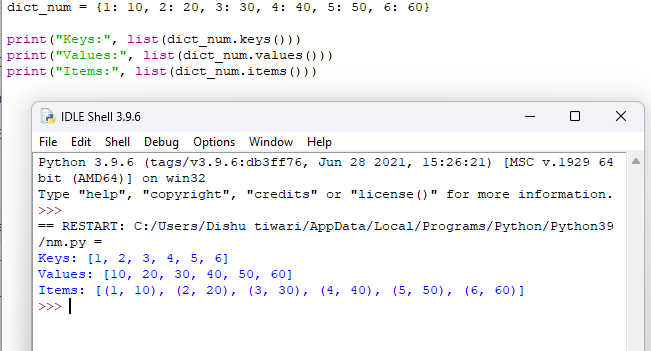 dict_num = {1: 10, 2: 20, 3: 30, 4: 40, 5: 50, 6: 60}
print("Keys:", list(dict_num.keys()))
print("Values:", list(dict_num.values()))
print("Items:", list(dict_num.items()))
IDLE Shell 3.9.6
File Edit Shell Debug Options Window Help
Python 3.9.6 (tags/v3.9.6:db3ff76, Jun 28 2021, 15:26:21) [MSC v.1929 64
bit (AMD64)] on win32
Type "help", "copyright", "credits" or "license()" for more information.
>>>
== RESTART: C:/Users/Dishu tiwari/AppData/Local/Programs/Python/Python39
/nm.py =
Keys: [1, 2, 3, 4, 5, 6]
Values: [10, 20, 30, 40, 50, 60]
Items: [(1, 10), (2, 20), (3, 30), (4, 40), (5, 50), (6, 60)]
>>>